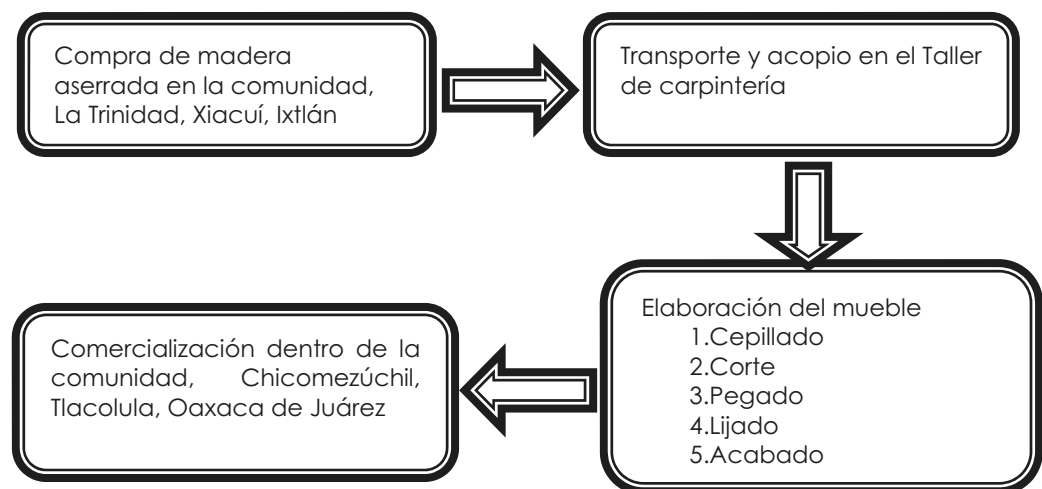 Compra de madera
aserrada en la comunidad,
La Trinidad, Xiacuí, Ixtlán
Transporte y acopio en el Taller
de carpintería
Elaboración del mueble
1.Cepillado
2.Corte
3.Pegado
4.Lijado
5.Acabado
Comercialización dentro de la
comunidad, Chicomezúchil,
Tlacolula, Oaxaca de Juárez